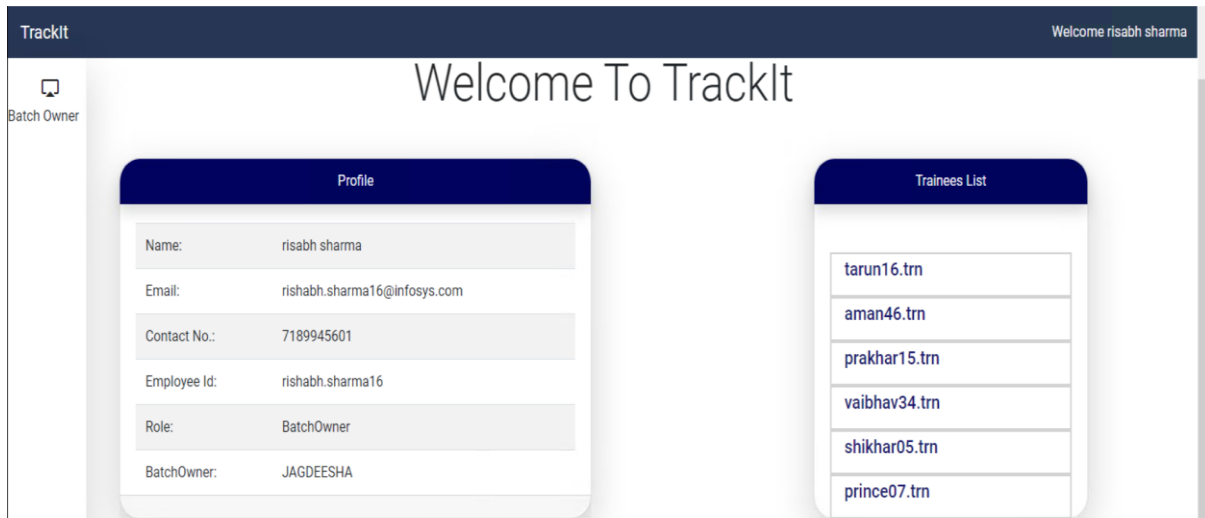 TrackIt
Welcome risabh sharma
Batch Owner
Welcome To TrackIt
Profile
Name: risabh sharma
Email: rishabh.sharma16@infosys.com
Contact No.: 7189945601
Employee Id: rishabh.sharma16
Role: BatchOwner
BatchOwner: JAGDEESHA
Trainees List
tarun16.trn
aman46.trn
prakhar15.trn
vaibhav34.trn
shikhar05.trn
prince07.trn